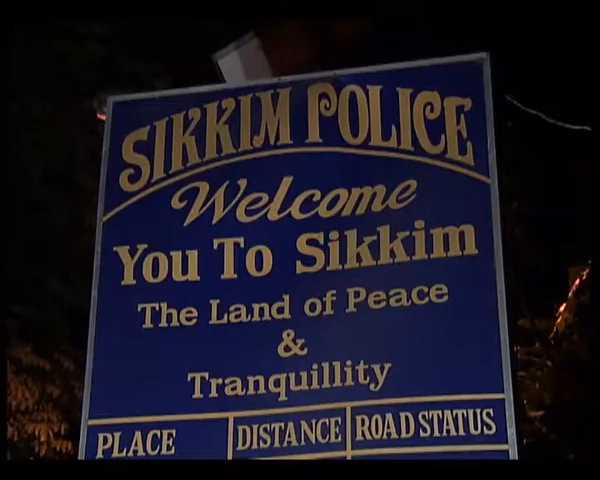 SIKKIM POLICE
Welcome
You To Sikkim
The Land of Peace
&
Tranquillity
PLACE DISTANCE ROAD STATUS